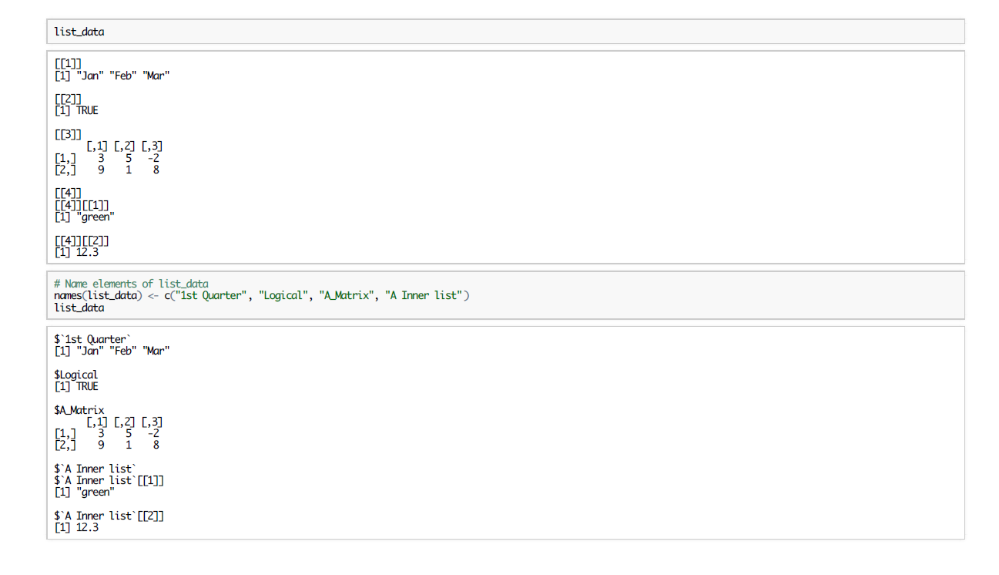 list_data
[[1]]
[1] "Jan" "Feb" "Mar"
[[2]]
[1] TRUE
[[3]]
     [,1] [,2] [,3]
[1,]    3    5   -2
[2,]    9    1    8
[[4]]
[[4]][[1]]
[1] "green"
[[4]][[2]]
[1] 12.3
# Name elements of list_data
names(list_data) <- c("1st Quarter", "Logical", "A_Matrix", "A Inner list")
list_data
$`1st Quarter`
[1] "Jan" "Feb" "Mar"
$Logical
[1] TRUE
$A_Matrix
     [,1] [,2] [,3]
[1,]    3    5   -2
[2,]    9    1    8
$`A Inner list`
$`A Inner list`[[1]]
[1] "green"
$`A Inner list`[[2]]
[1] 12.3